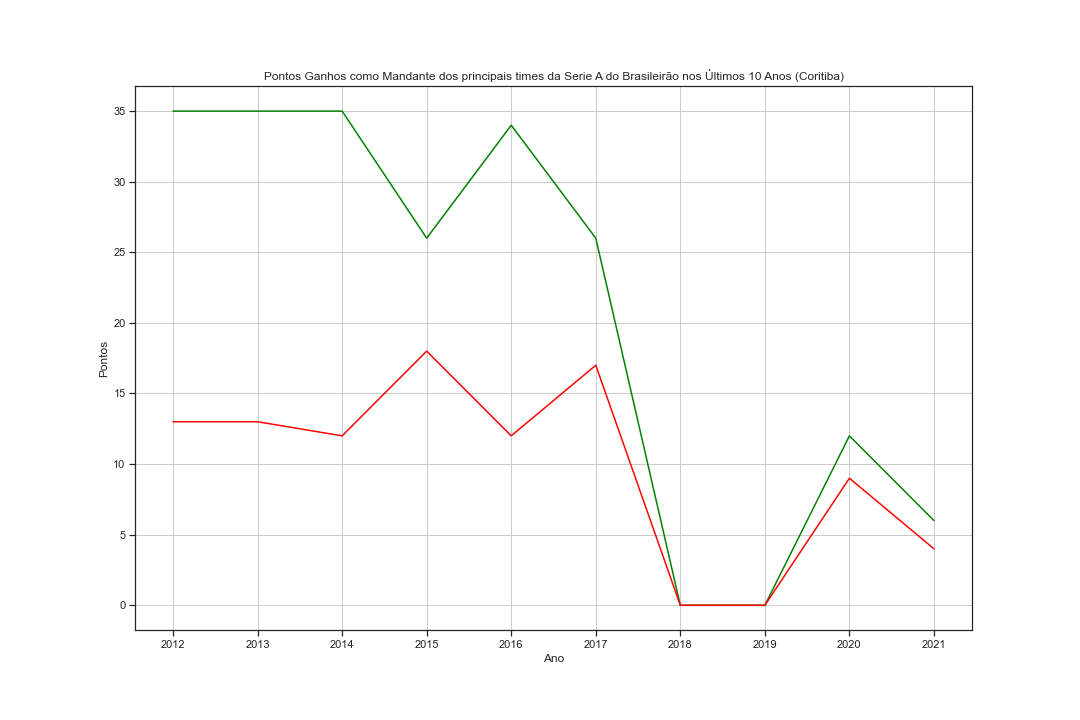 Pontos Ganhos como Mandante dos principais times da Serie A do Brasileirão nos Últimos 10 Anos (Coritiba)
35
30
25
20
15
10
5
0
Pontos
2012 2013 2014 2015 2016 2017 2018 2019 2020 2021
Ano